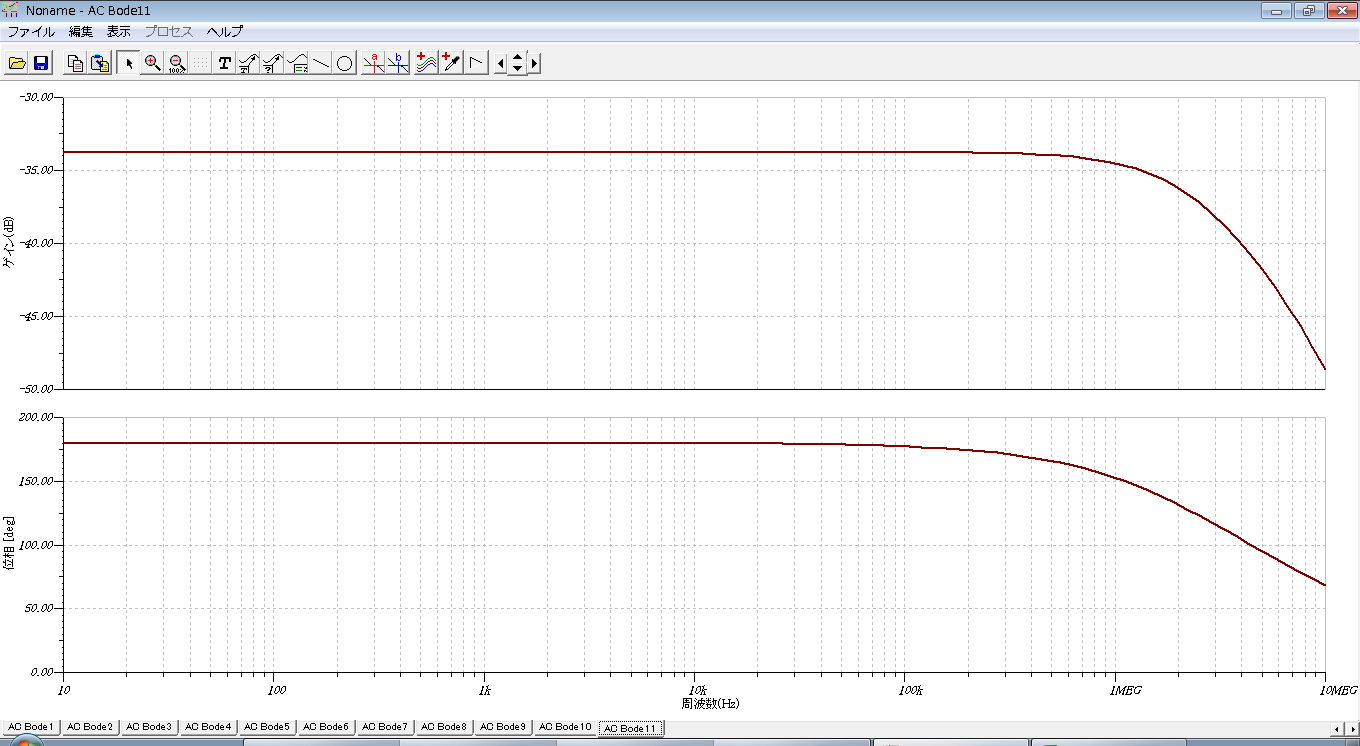 Noname - AC Bode11
ファイル 編集 表示 プロセス ヘルプ
100% T T ? a b
-30.00
-35.00
-40.00
-45.00
-50.00
ゲイン(dB)
200.00
150.00
100.00
50.00
0.00
位相 [deg]
10 100 1k 10k 100k 1MEG 10MEG
周波数(Hz)
AC Bode1 AC Bode2 AC Bode3 AC Bode4 AC Bode5 AC Bode6 AC Bode7 AC Bode8 AC Bode9 AC Bode10 AC Bode11